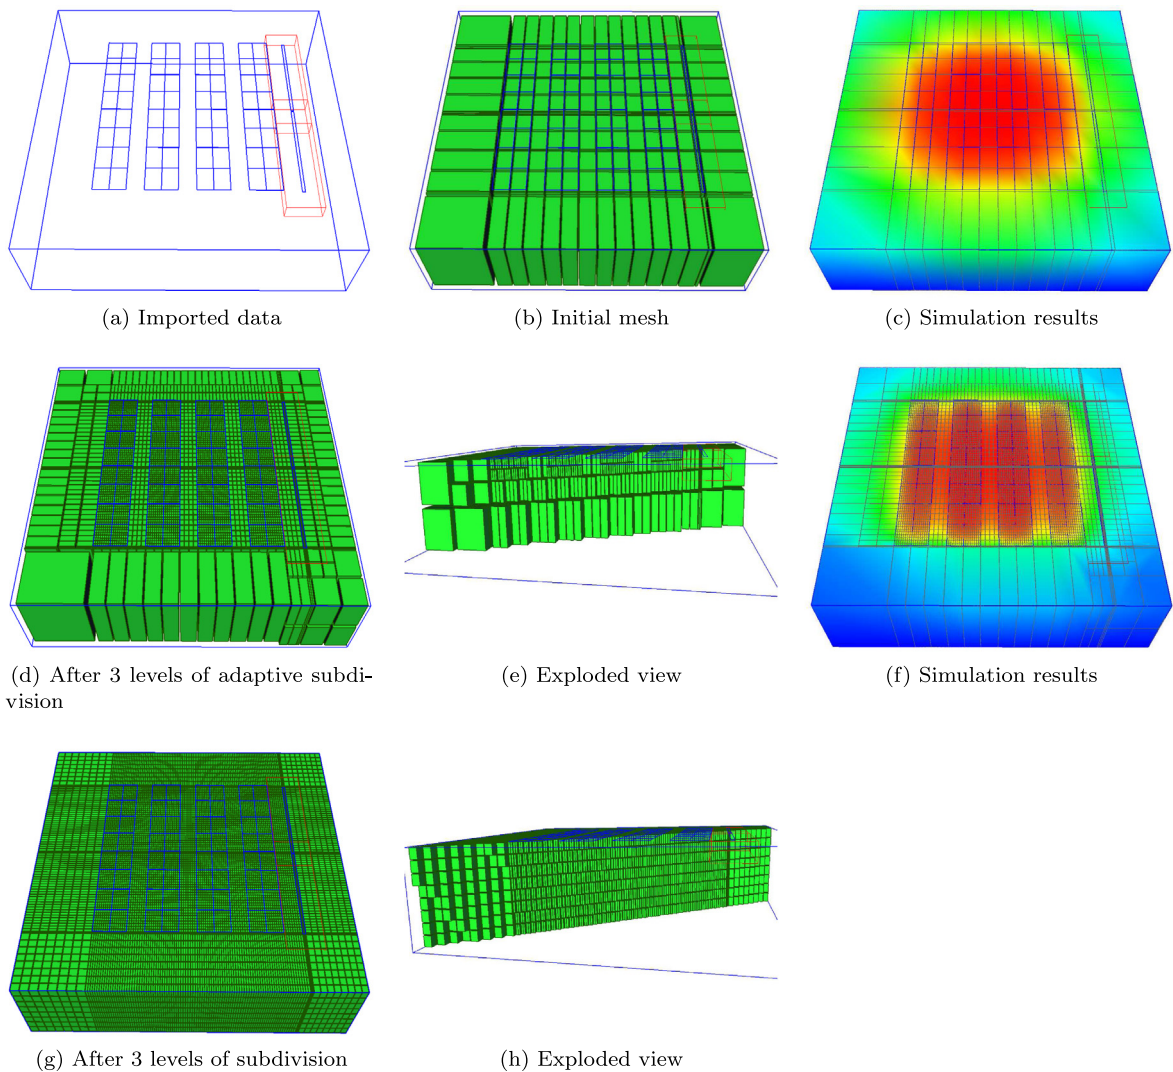 (a) Imported data
(b) Initial mesh
(c) Simulation results
(d) After 3 levels of adaptive subdi-
vision
(e) Exploded view
(f) Simulation results
(g) After 3 levels of subdivision
(h) Exploded view